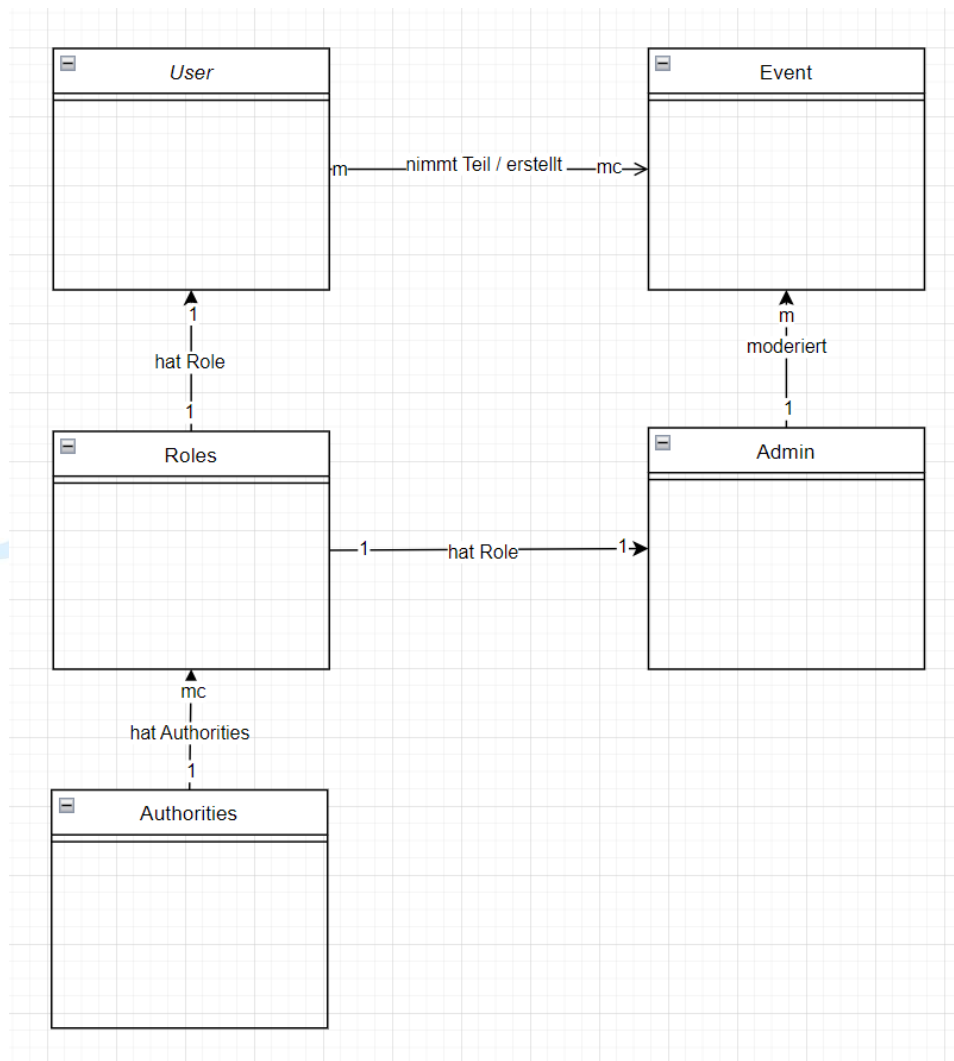 User
Event
m
nimmt Teil / erstellt
mc
1
hat Role
1
m
moderiert
1
Roles
Admin
1
hat Role
1
mc
hat Authorities
1
Authorities